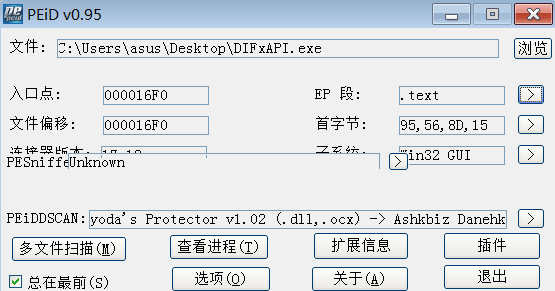 PEiD v0.95
文件: C:\Users\asus\Desktop\DIFxAPI.exe 浏览
入口点: 000016F0 EP 段: .text >
文件偏移: 000016F0 首字节: 95,56,8D,15 >
连接器版本: 子系统: Win32 GUI >
PESniffe Unknown >
PEiDDSCAN: yoda's Protector v1.02 (.dll,.ocx) -> Ashkbiz Danehk >
多文件扫描(M) 查看进程(T) 扩展信息 插件
总在最前(S) 选项(O) 关于(A) 退出